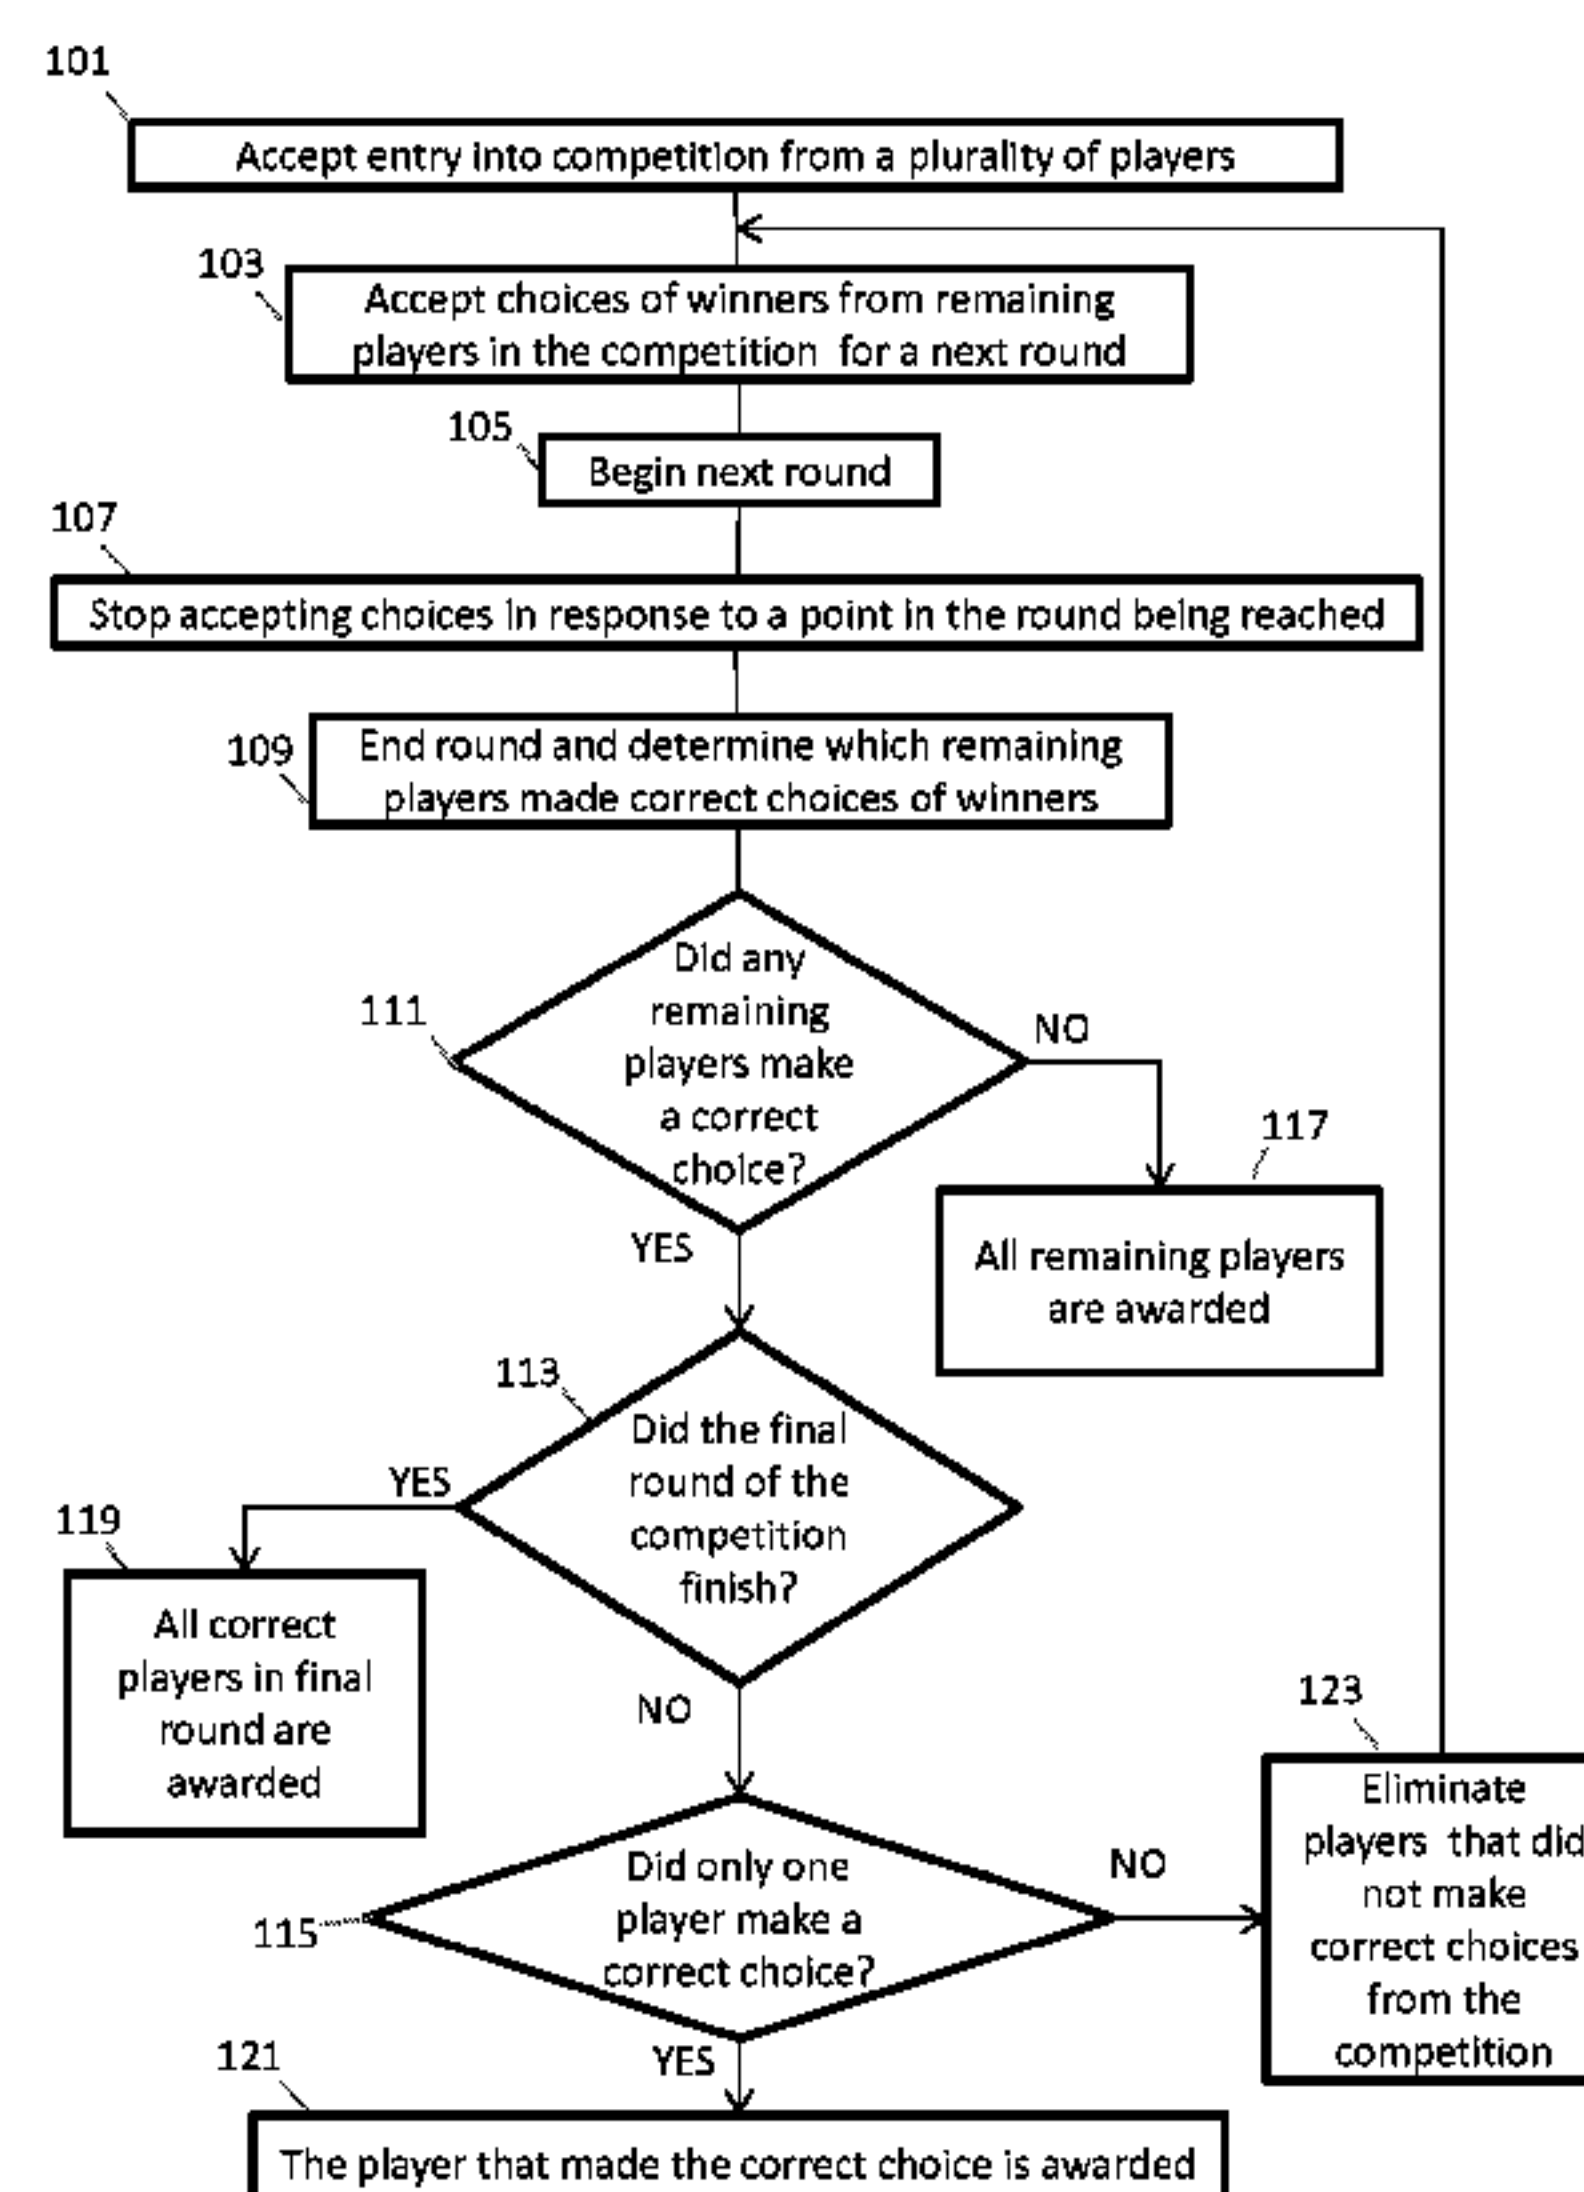 101
Accept entry into competition from a plurality of players
103
Accept choices of winners from remaining
players in the competition for a next round
105
Begin next round
107
Stop accepting choices in response to a point in the round being reached
109
End round and determine which remaining
players made correct choices of winners
111
Did any
remaining
players make
a correct
choice?
NO
117
YES
All remaining players
are awarded
113
Did the final
round of the
competition
finish?
YES
119
All correct
players in final
round are
awarded
NO
123
Eliminate
players that did
not make
correct choices
from the
competition
115
Did only one
player make a
correct choice?
NO
YES
121
The player that made the correct choice is awarded